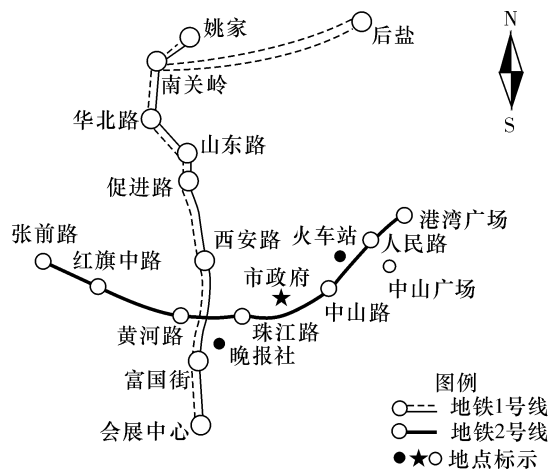 N
姚家
后盐
南关岭
S
华北路
山东路
促进路
港湾广场
张前路
西安路
火车站
人民路
红旗中路
市政府
中山广场
中山路
黄河路
珠江路
晚报社
富国街
图例
地铁1号线
会展中心
地铁2号线
地点标示